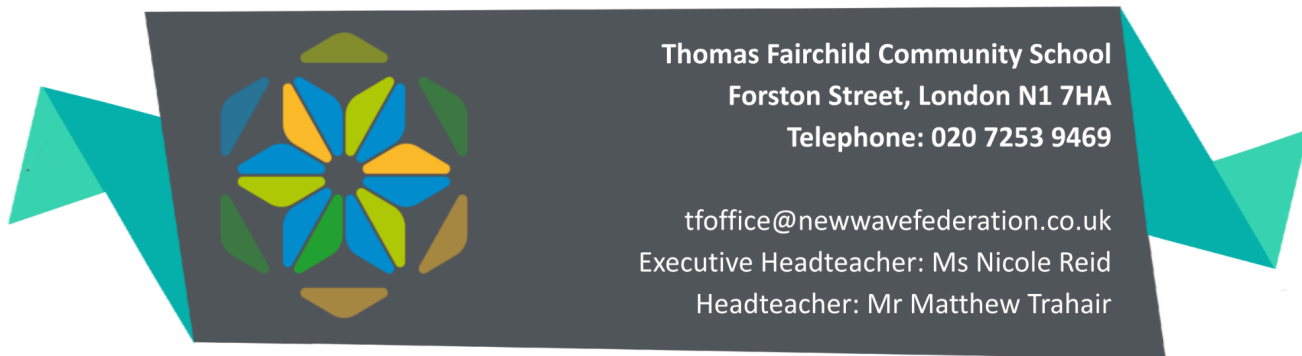 Thomas Fairchild Community School
Forston Street, London N1 7HA
Telephone: 020 7253 9469
tfoffice@newwavefederation.co.uk
Executive Headteacher: Ms Nicole Reid
Headteacher: Mr Matthew Trahair